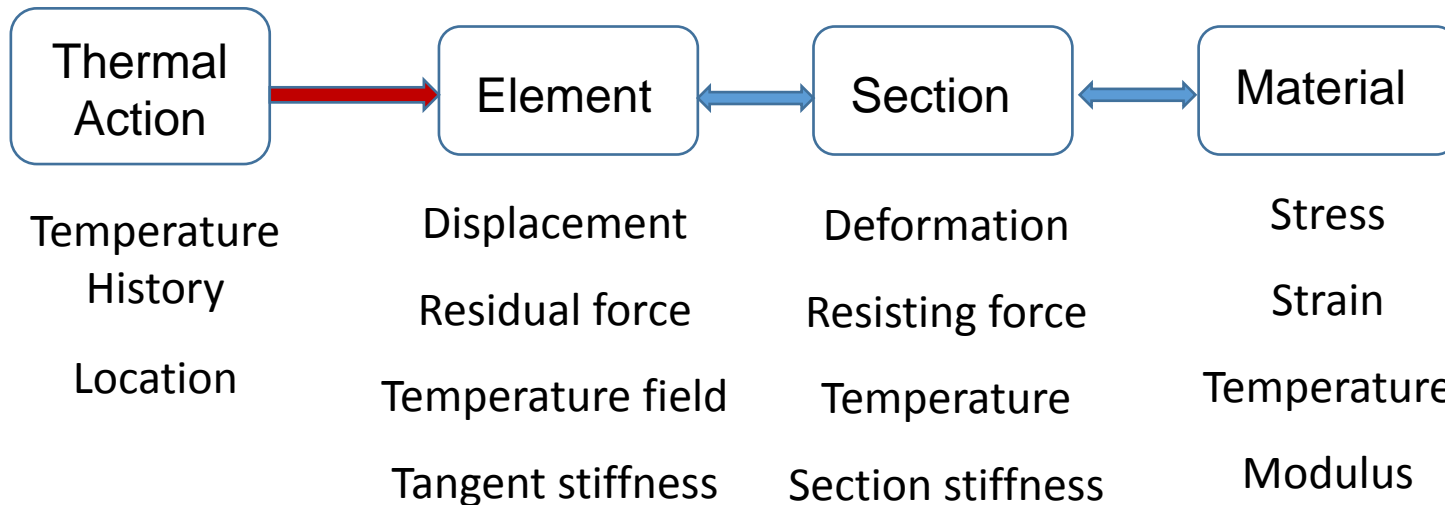 Thermal
Action
Element
Section
Material
Temperature
History
Location
Displacement
Residual force
Temperature field
Tangent stiffness
Deformation
Resisting force
Temperature
Section stiffness
Stress
Strain
Temperature
Modulus